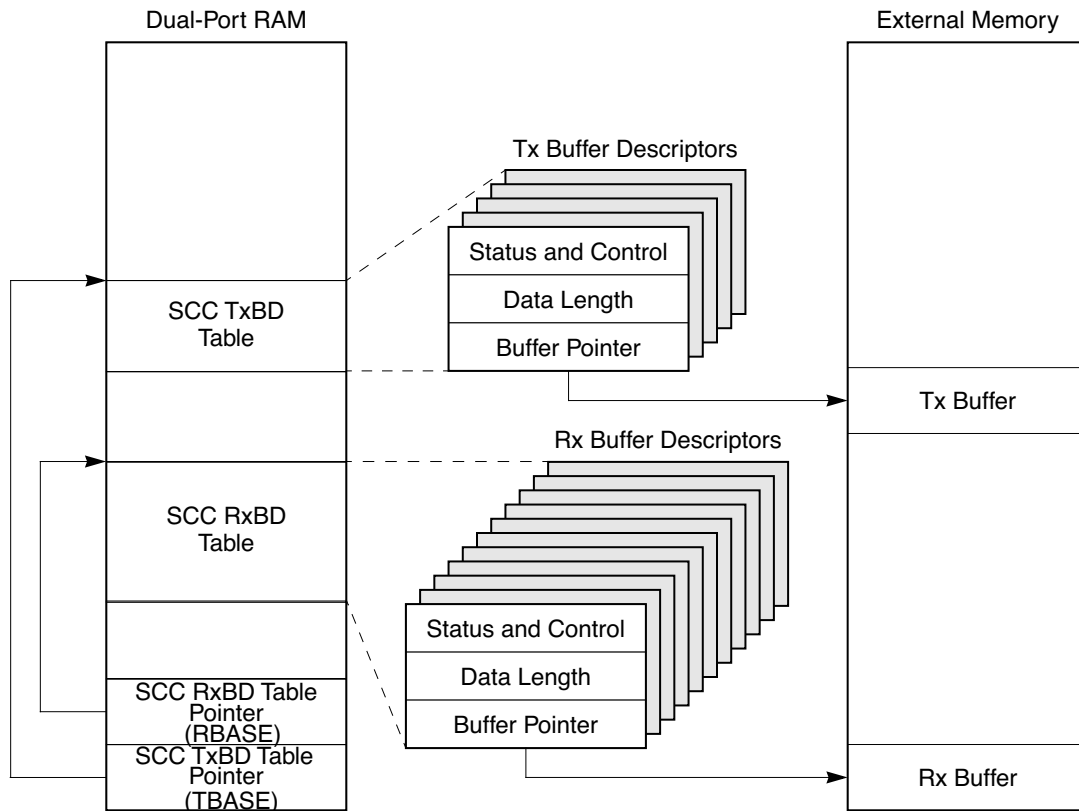 Dual-Port RAM
External Memory
Tx Buffer Descriptors
Status and Control
Data Length
Buffer Pointer
SCC TxBD
Table
Tx Buffer
Rx Buffer Descriptors
SCC RxBD
Table
Status and Control
Data Length
Buffer Pointer
SCC RxBD Table
Pointer
(RBASE)
SCC TxBD Table
Pointer
(TBASE)
Rx Buffer